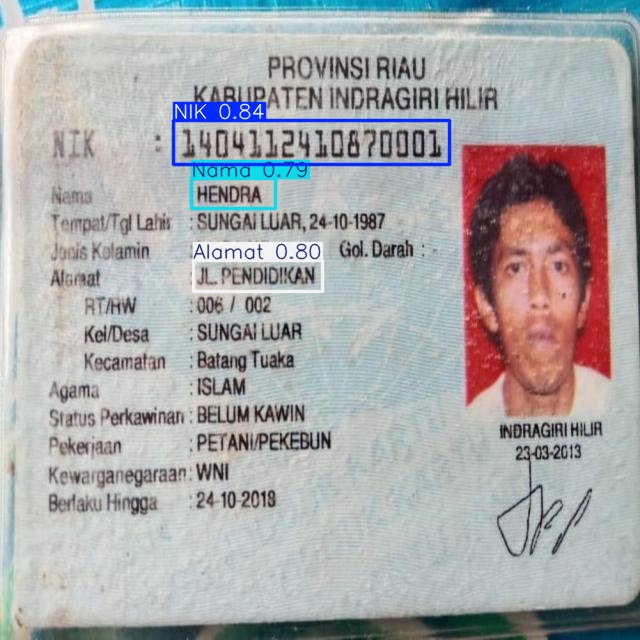 PROVINSI RIAU
KABUPATEN INDRAGIRI HILIR
NIK 0.84
NIK : 1404112410870001
Nama 0.79
Nama HENDRA
Tempat/Tgl Lahir : SUNGAI LUAR, 24-10-1987
Jenis Kelamin Gol. Darah : -
Alamat 0.80
Alamat JL. PENDIDIKAN
RT/RW : 006 / 002
Kel/Desa : SUNGAI LUAR
Kecamatan : Batang Tuaka
Agama : ISLAM
Status Perkawinan : BELUM KAWIN
Pekerjaan : PETANI/PEKEBUN
Kewarganegaraan : WNI
Berlaku Hingga : 24-10-2018
INDRAGIRI HILIR
23-03-2013